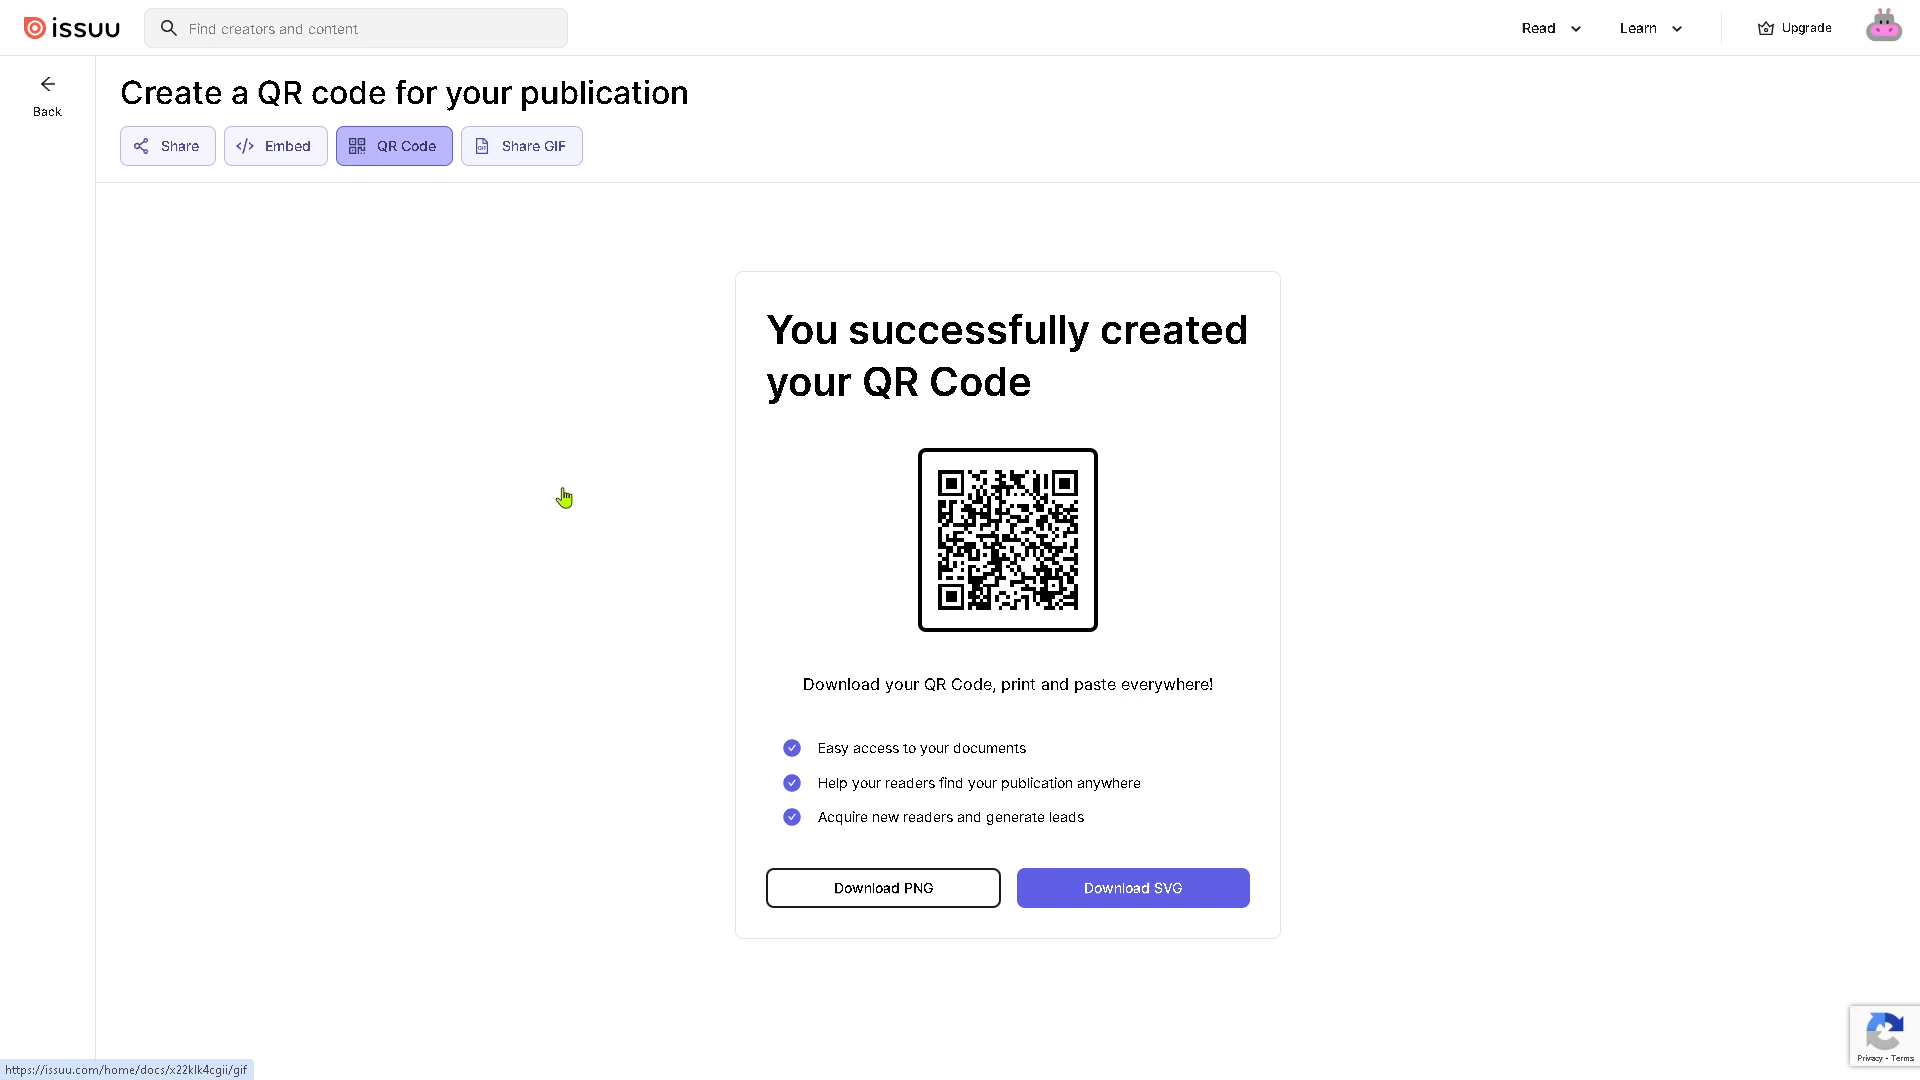 issuu
Find creators and content
Read
Learn
Upgrade
Back
Create a QR code for your publication
Share
Embed
QR Code
GIF
Share GIF
You successfully created
your QR Code
Download your QR Code, print and paste everywhere!
Easy access to your documents
Help your readers find your publication anywhere
Acquire new readers and generate leads
Download PNG
Download SVG
Privacy - Terms
https://issuu.com/home/docs/x22klk4cgii/gif